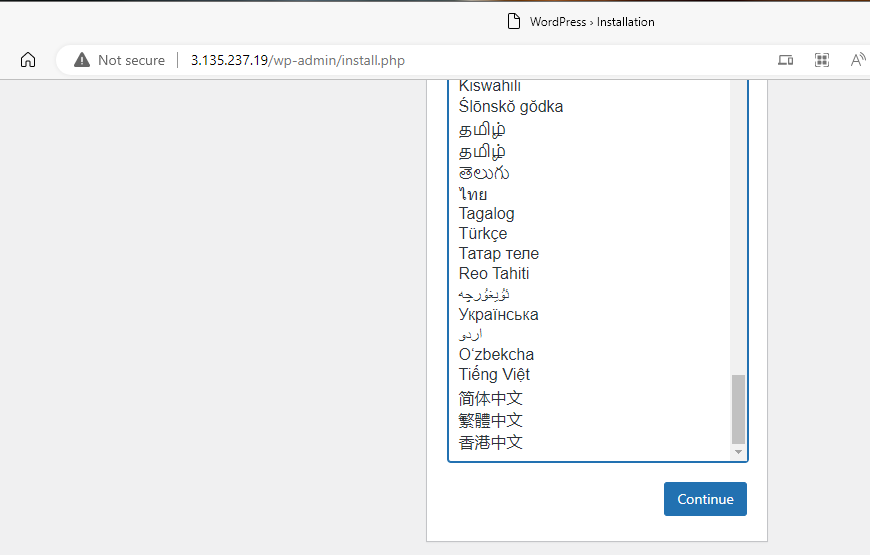 WordPress › Installation
Not secure
3.135.237.19/wp-admin/install.php
Kiswahili
Ślōnskŏ gŏdka
தமிழ்
தமிழ்
తెలుగు
ไทย
Tagalog
Türkçe
Татар теле
Reo Tahiti
ئۇيغۇرچە
Українська
اردو
O‘zbekcha
Tiếng Việt
简体中文
繁體中文
香港中文
Continue